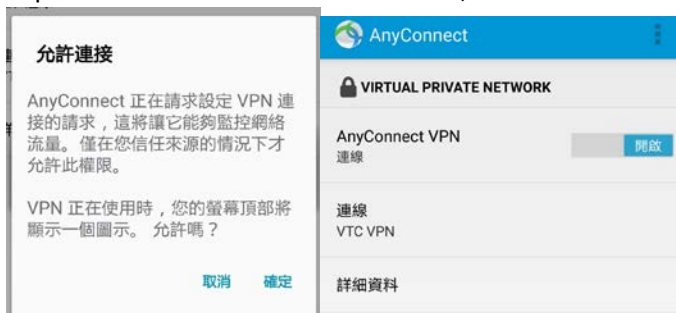 允許連接
AnyConnect 正在請求設定 VPN 連
接的請求，這將讓它能夠監控網絡
流量。僅在您信任來源的情況下才
允許此權限。
VPN 正在使用時，您的螢幕頂部將
顯示一個圖示。 允許嗎？
取消 確定
AnyConnect
VIRTUAL PRIVATE NETWORK
AnyConnect VPN
連線
開啟
連線
VTC VPN
詳細資料